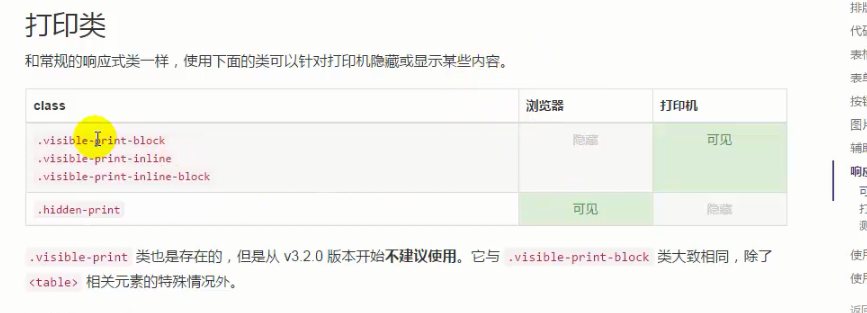 打印类
和常规的响应式类一样，使用下面的类可以针对打印机隐藏或显示某些内容。
class 浏览器 打印机
.visible-print-block 隐藏 可见
.visible-print-inline
.visible-print-inline-block
.hidden-print 可见 隐藏
.visible-print 类也是存在的，但是从 v3.2.0 版本开始不建议使用。它与 .visible-print-block 类大致相同，除了
<table> 相关元素的特殊情况外。